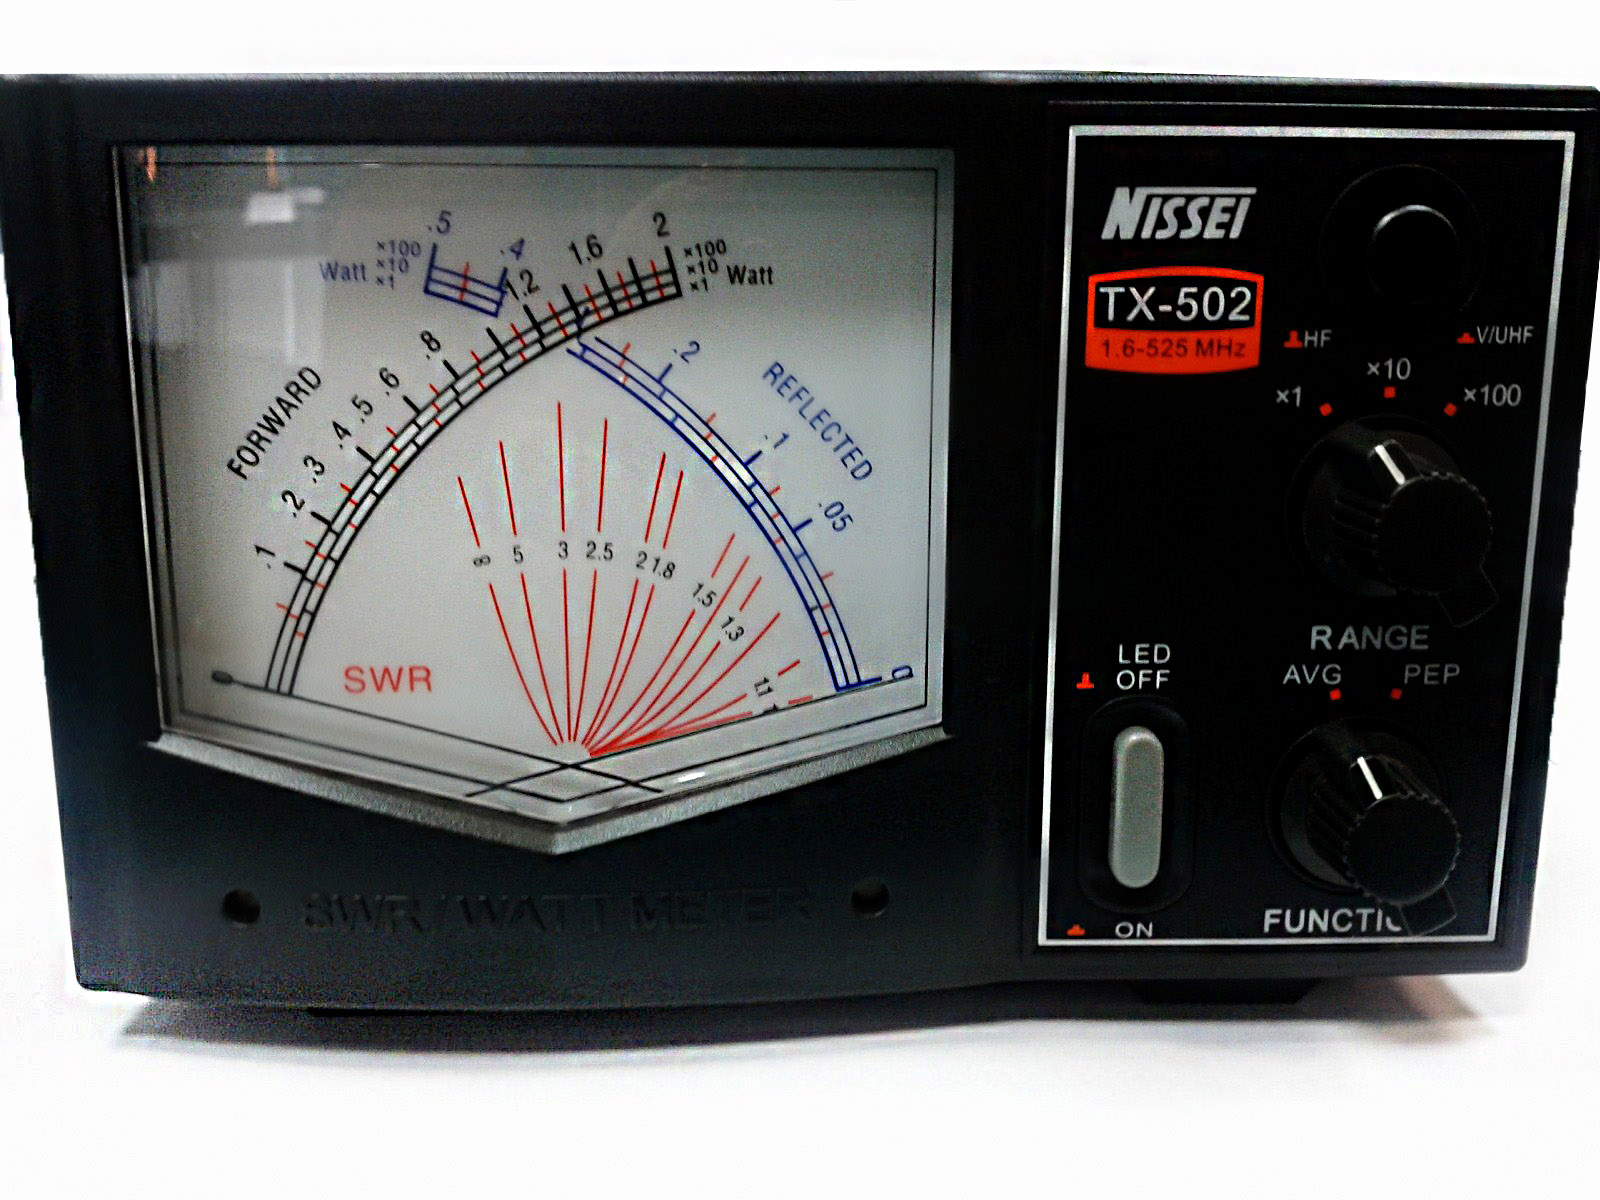 .5
.4
×100
×10
×1
Watt
1.2
1.6
2
×100
×10
×1
Watt
.8
.6
.5
.4
.3
.2
.1
0
FORWARD
.2
.1
.05
0
REFLECTED
∞
5
3
2.5
2
1.8
1.5
1.3
1.1
1
SWR
SWR/WATT METER
NISSEI
TX-502
1.6-525 MHz
HF
V/UHF
×1
×10
×100
RANGE
LED
OFF
ON
AVG
PEP